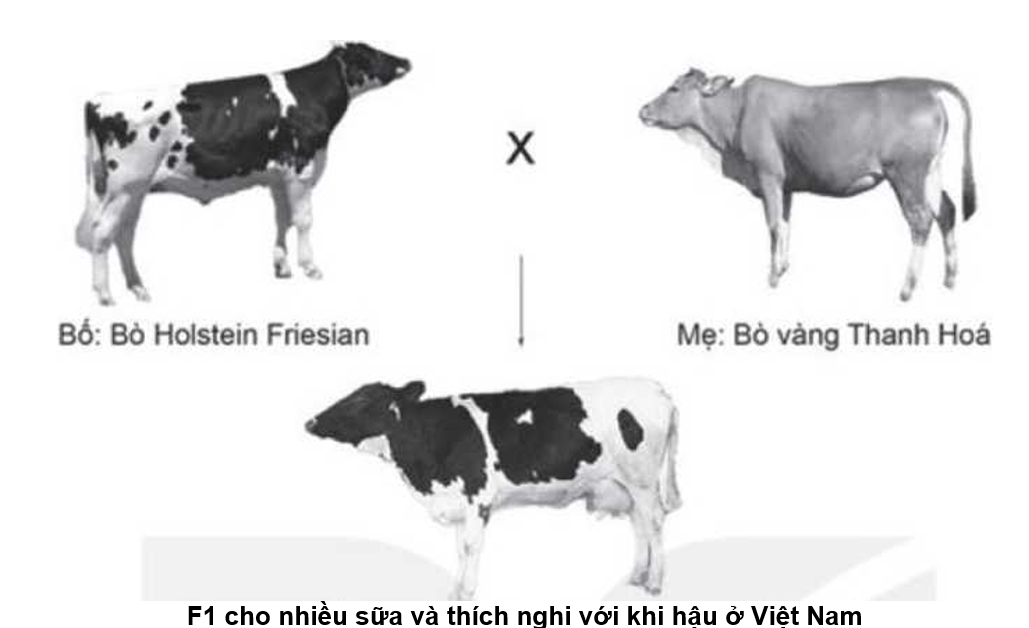 X
Bố: Bò Holstein Friesian
Mẹ: Bò vàng Thanh Hoá
F1 cho nhiều sữa và thích nghi với khi hậu ở Việt Nam